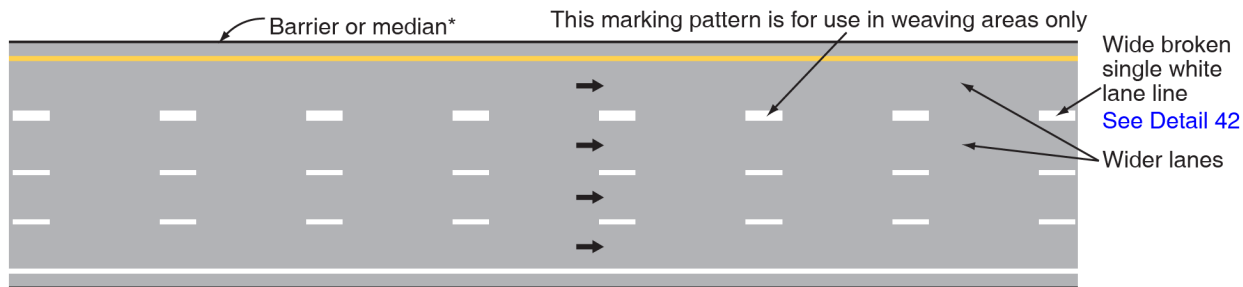 Barrier or median*
This marking pattern is for use in weaving areas only
Wide broken
single white
lane line
See Detail 42
Wider lanes